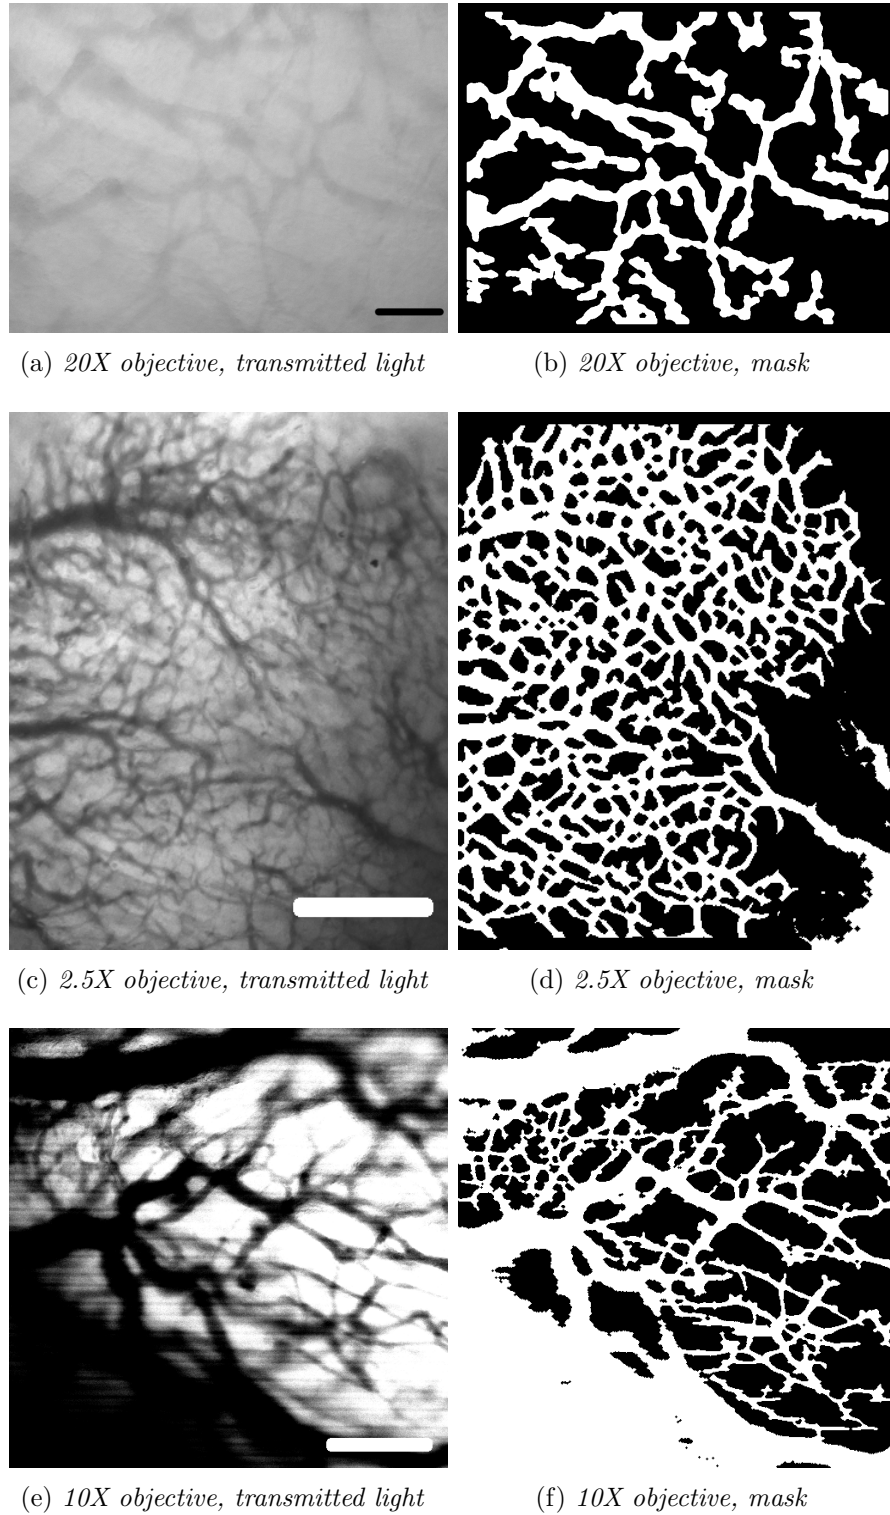 (a) 20X objective, transmitted light
(b) 20X objective, mask
(c) 2.5X objective, transmitted light
(d) 2.5X objective, mask
(e) 10X objective, transmitted light
(f) 10X objective, mask